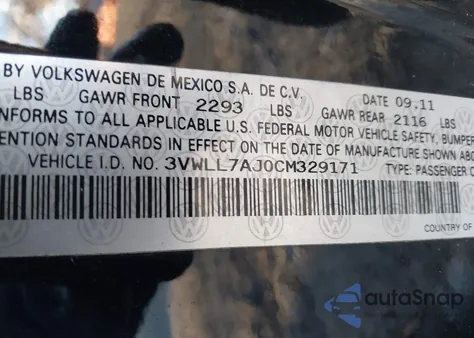 BY VOLKSWAGEN DE MEXICO S.A. DE C.V. DATE 09.11
LBS GAWR FRONT 2293 LBS GAWR REAR 2116 LBS
NFORMS TO ALL APPLICABLE U.S. FEDERAL MOTOR VEHICLE SAFETY, BUMPER
ENTION STANDARDS IN EFFECT ON THE DATE OF MANUFACTURE SHOWN ABO
VEHICLE I.D. NO. 3VWLL7AJ0CM329171 TYPE: PASSENGER C
COUNTRY OF
autoSnap